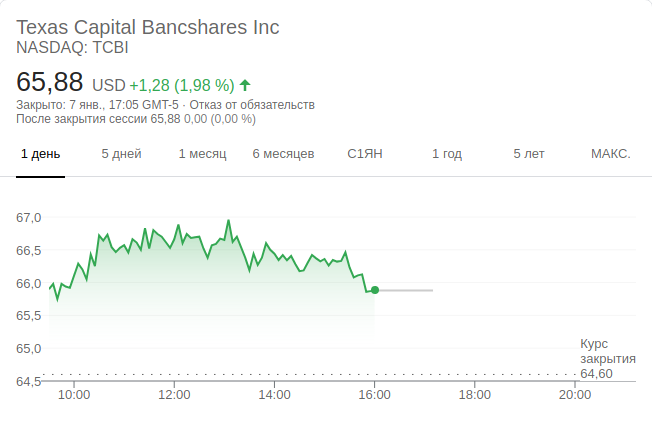 Texas Capital Bancshares Inc
NASDAQ: TCBI
65,88 USD +1,28 (1,98 %)
Закрыто: 7 янв., 17:05 GMT-5 · Отказ от обязательств
После закрытия сессии 65,88 0,00 (0,00 %)
1 день 5 дней 1 месяц 6 месяцев С1ЯН 1 год 5 лет МАКС.
67,0
66,5
66,0
65,5
65,0
Курс
закрытия
64,60
64,5
10:00 12:00 14:00 16:00 18:00 20:00